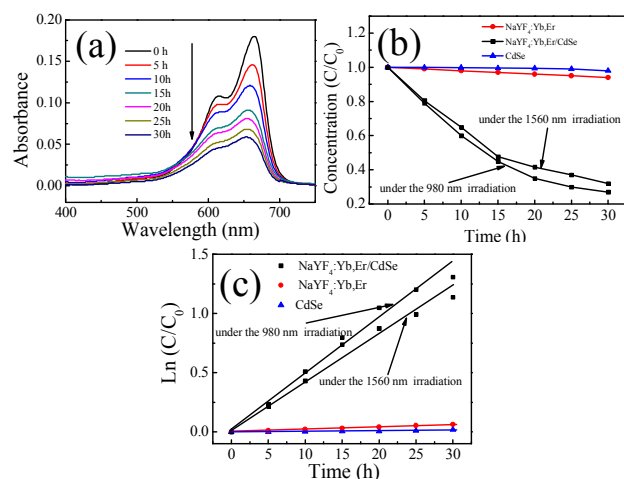 (a)
0 h
5 h
10h
15h
20h
25h
30h
0.20
0.15
0.10
0.05
0.00
Absorbance
400 500 600 700
Wavelength (nm)
(b)
NaYF4:Yb,Er
NaYF4:Yb,Er/CdSe
CdSe
under the 1560 nm irradiation
under the 980 nm irradiation
1.4
1.2
1.0
0.8
0.6
0.4
0.2
Concentration (C/C0)
0 5 10 15 20 25 30
Time (h)
(c)
NaYF4:Yb,Er/CdSe
NaYF4:Yb,Er
CdSe
under the 980 nm irradiation
under the 1560 nm irradiation
1.5
1.0
0.5
0.0
Ln (C/C0)
0 5 10 15 20 25 30
Time (h)